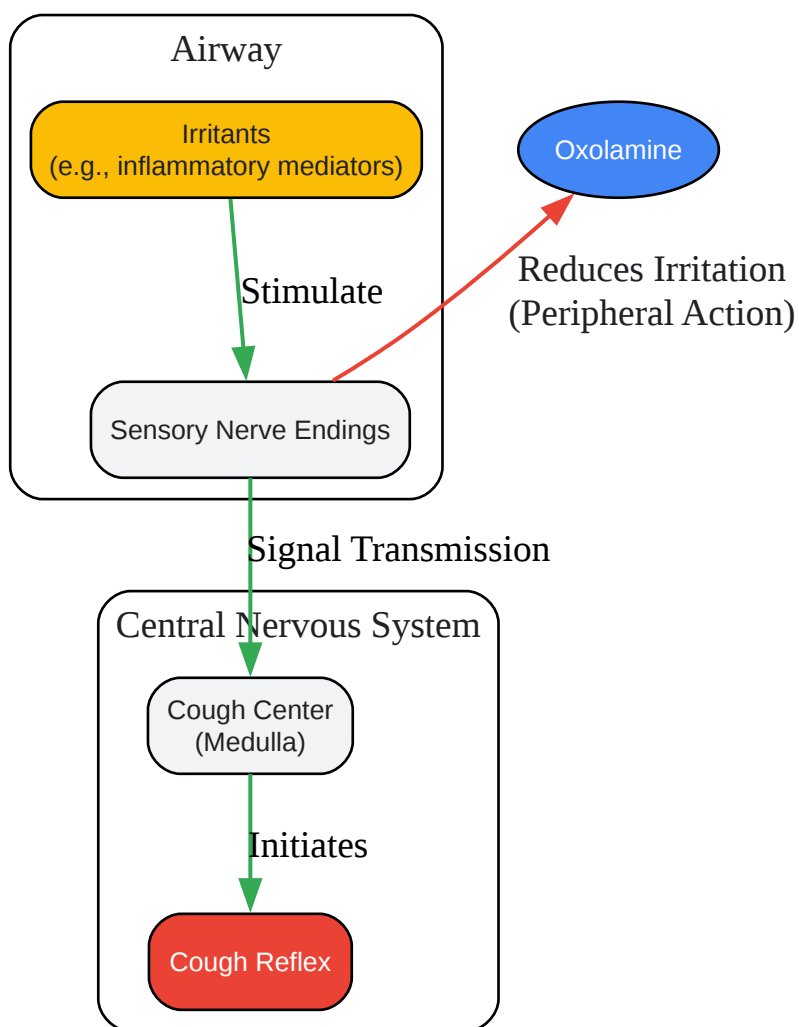 Airway
Irritants
(e.g., inflammatory mediators)
Oxolamine
Stimulate
Reduces Irritation
(Peripheral Action)
Sensory Nerve Endings
Signal Transmission
Central Nervous System
Cough Center
(Medulla)
Initiates
Cough Reflex